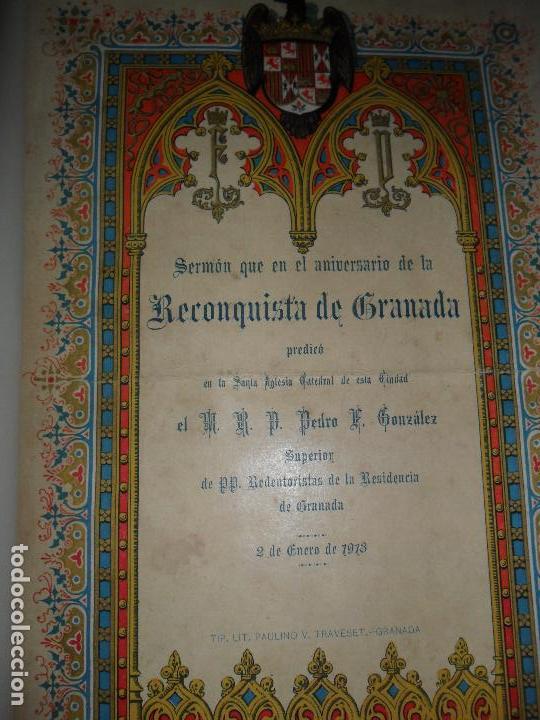 F Y
Sermón que en el aniversario de la
Reconquista de Granada
predicó
en la Santa Iglesia Catedral de esta Ciudad
el M. R. P. Pedro F. González
Superior
de PP. Redentoristas de la Residencia
de Granada
2 de Enero de 1913
TIP. LIT. PAULINO V. TRAVESET.-GRANADA
todocoleccion